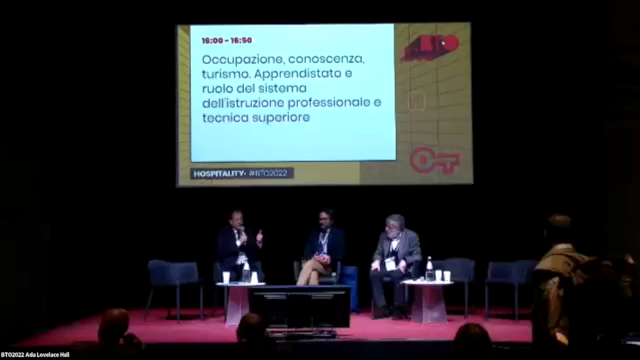 16:00 - 16:50
BTO
Occupazione, conoscenza,
turismo. Apprendistato e
ruolo del sistema
dell'istruzione professionale e
tecnica superiore
HOSPITALITY• #BTO2022
BTO2022 Ada Lovelace Hall